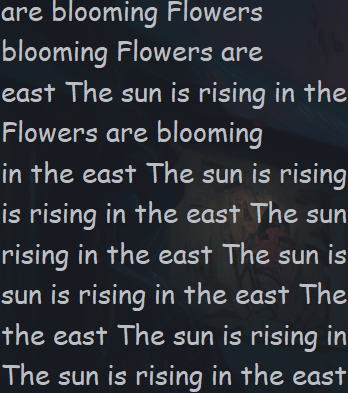 are blooming Flowers
blooming Flowers are
east The sun is rising in the
Flowers are blooming
in the east The sun is rising
is rising in the east The sun
rising in the east The sun is
sun is rising in the east The
the east The sun is rising in
The sun is rising in the east